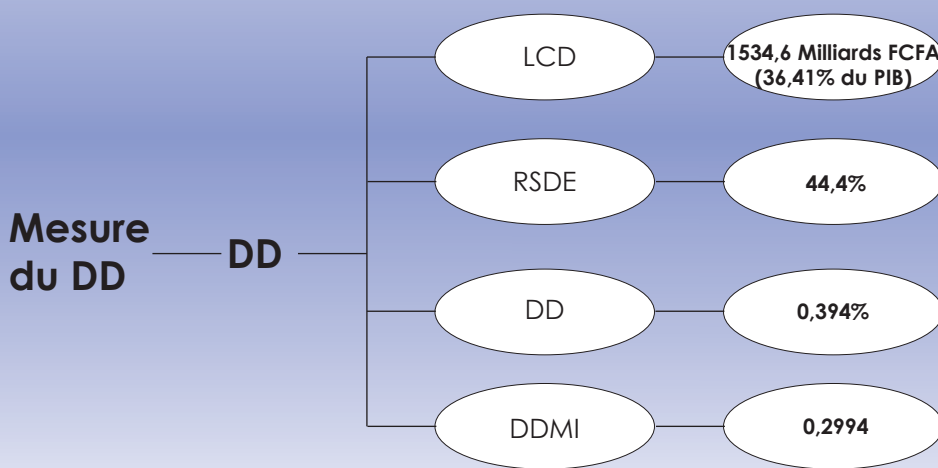 LCD
1534,6 Milliards FCFA
(36,41% du PIB)
RSDE
44,4%
Mesure
du DD
DD
DD
0,394%
DDMI
0,2994